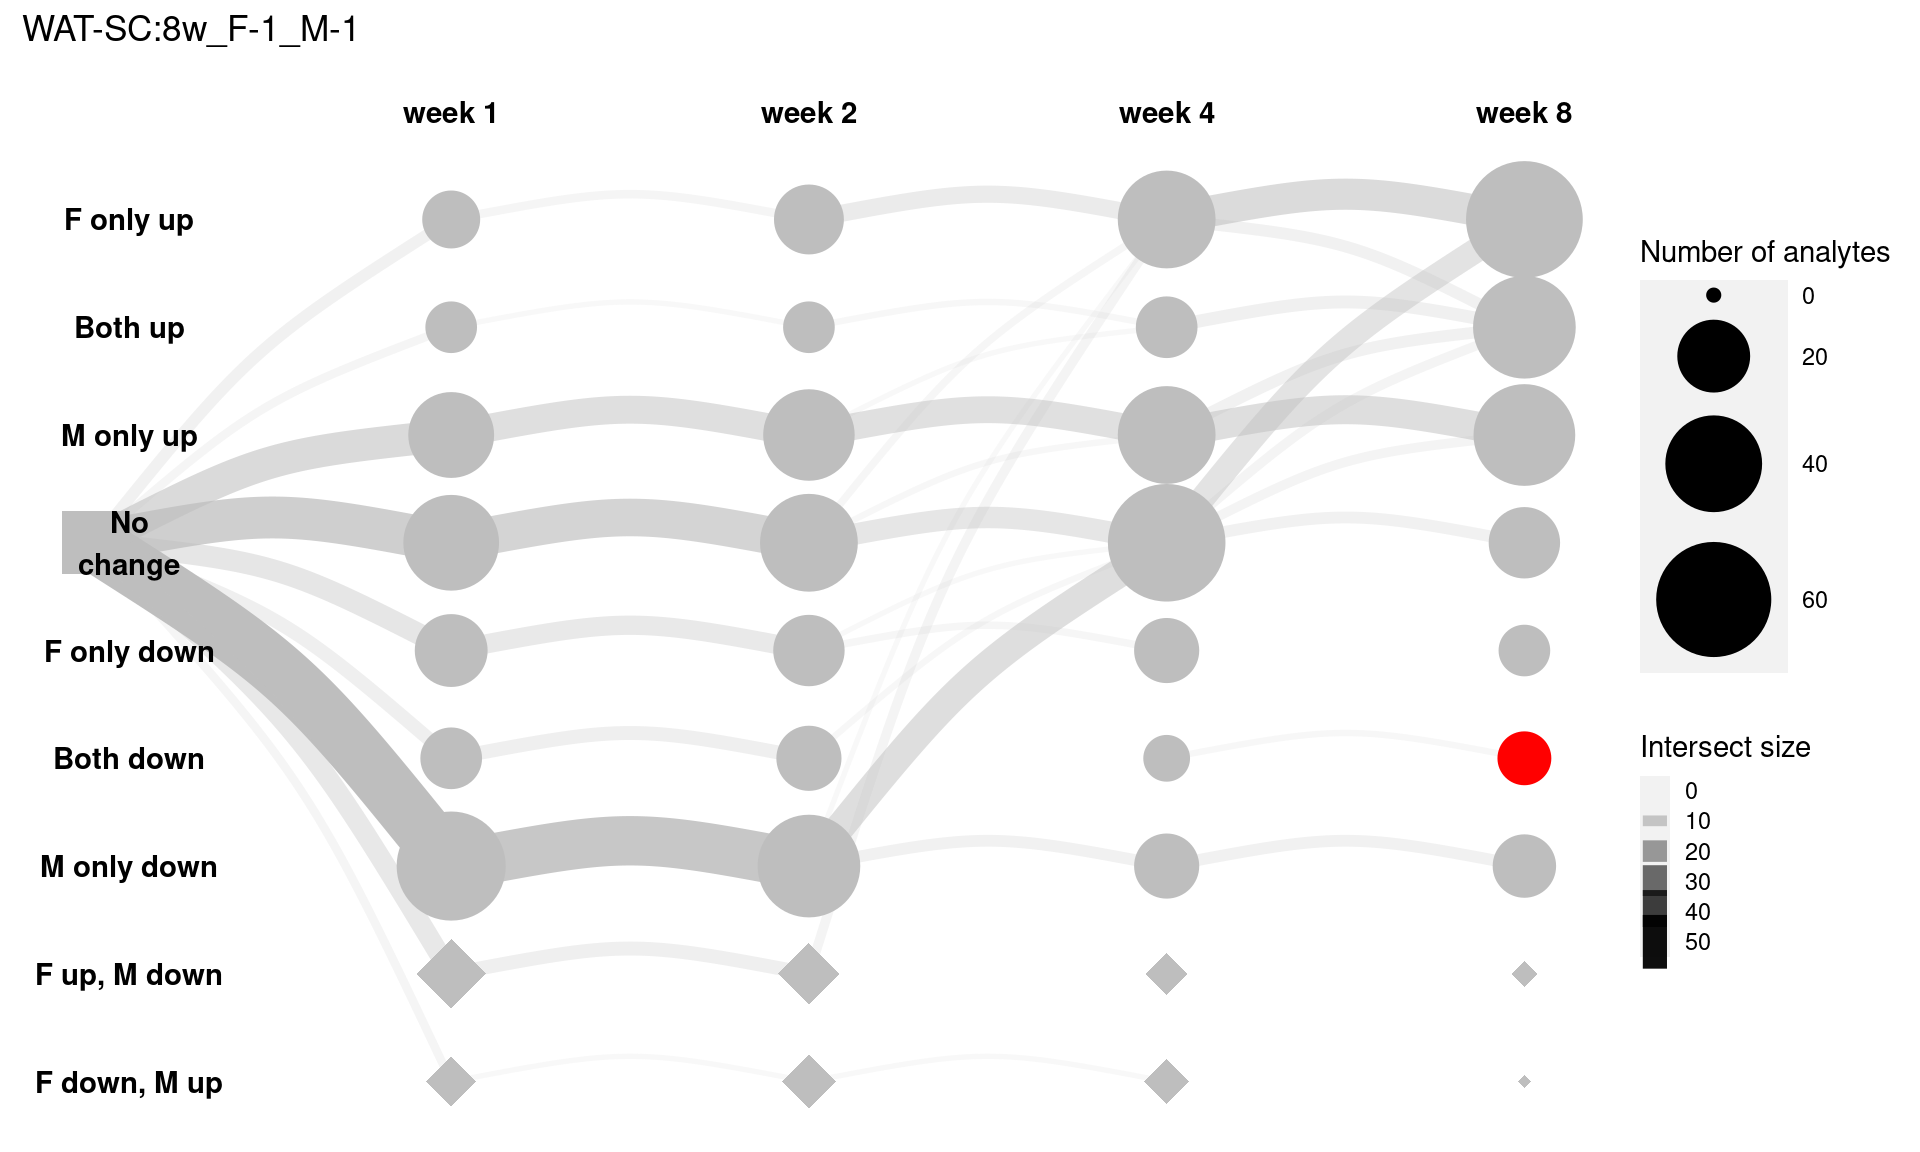 WAT-SC:8w_F-1_M-1
week 1
week 2
week 4
week 8
F only up
Both up
M only up
No
change
F only down
Both down
M only down
F up, M down
F down, M up
Number of analytes
0
20
40
60
Intersect size
0
10
20
30
40
50